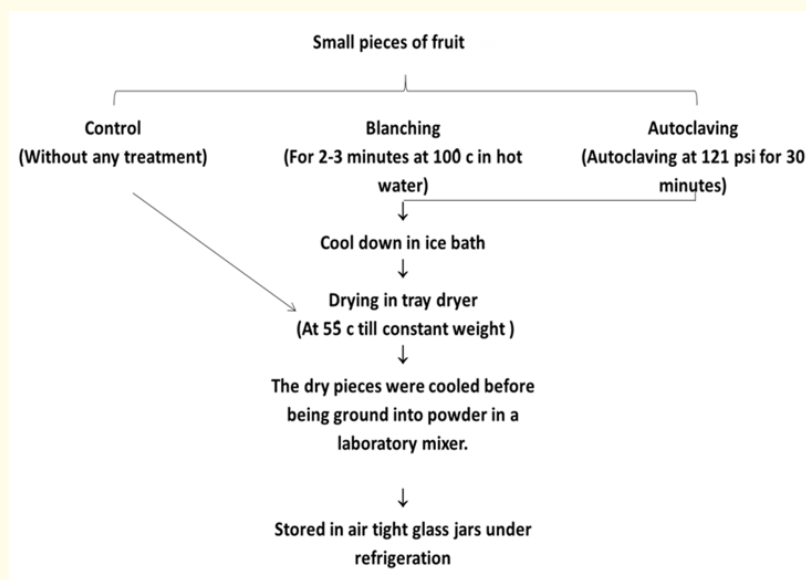 Small pieces of fruit
Control
(Without any treatment)
Blanching
(For 2-3 minutes at 100̊ c in hot
water)
Autoclaving
(Autoclaving at 121 psi for 30
minutes)
↓
Cool down in ice bath
↓
Drying in tray dryer
(At 55̊ c till constant weight )
↓
The dry pieces were cooled before
being ground into powder in a
laboratory mixer.
↓
Stored in air tight glass jars under
refrigeration